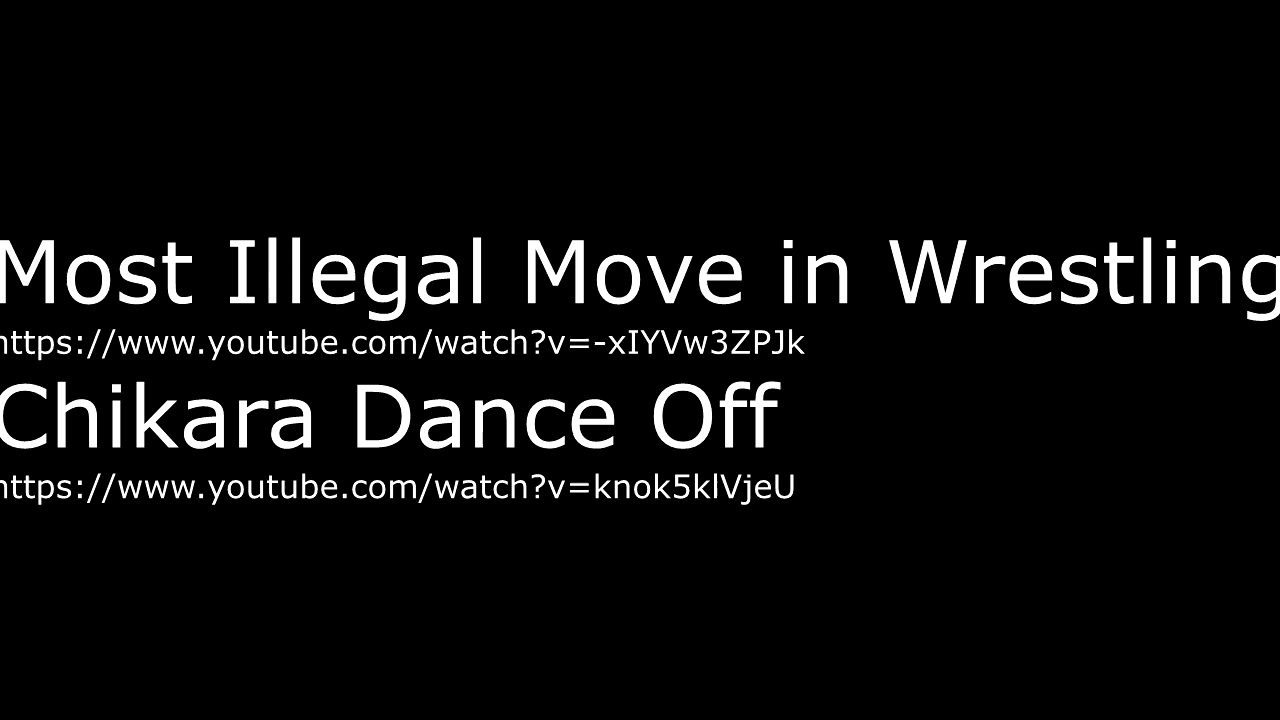 Most Illegal Move in Wrestling
https://www.youtube.com/watch?v=-xIYVw3ZPJk
Chikara Dance Off
https://www.youtube.com/watch?v=knok5klVjeU